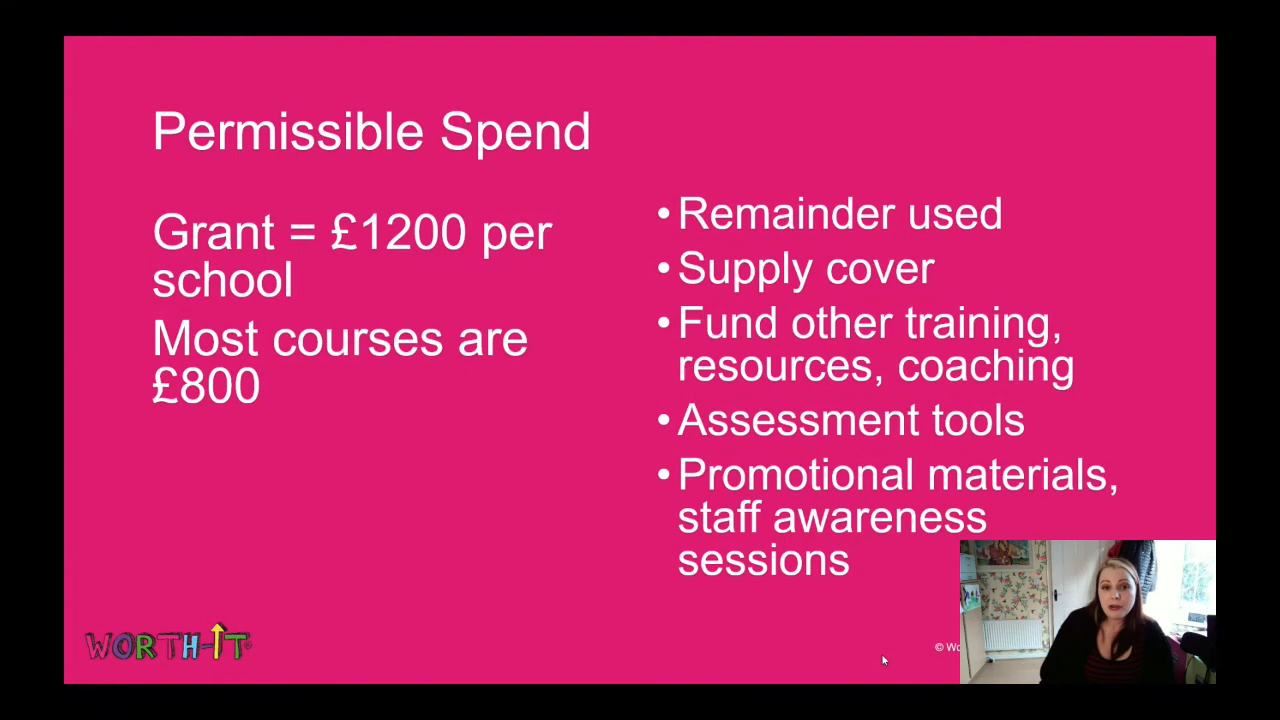 Permissible Spend
Grant = £1200 per
school
Most courses are
£800
•Remainder used
•Supply cover
•Fund other training,
resources, coaching
•Assessment tools
•Promotional materials,
staff awareness
sessions
WORTH-IT
©